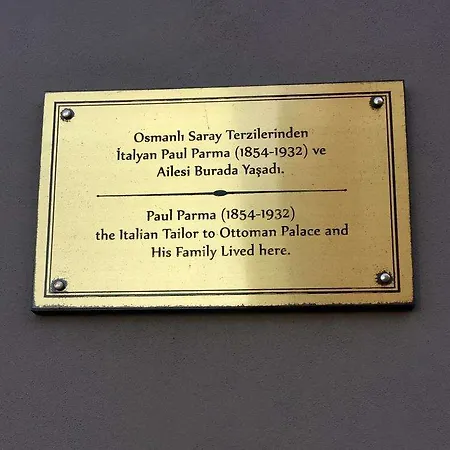 Osmanlı Saray Terzilerinden
İtalyan Paul Parma (1854-1932) ve
Ailesi Burada Yaşadı.
Paul Parma (1854-1932)
the Italian Tailor to Ottoman Palace and
His Family Lived here.